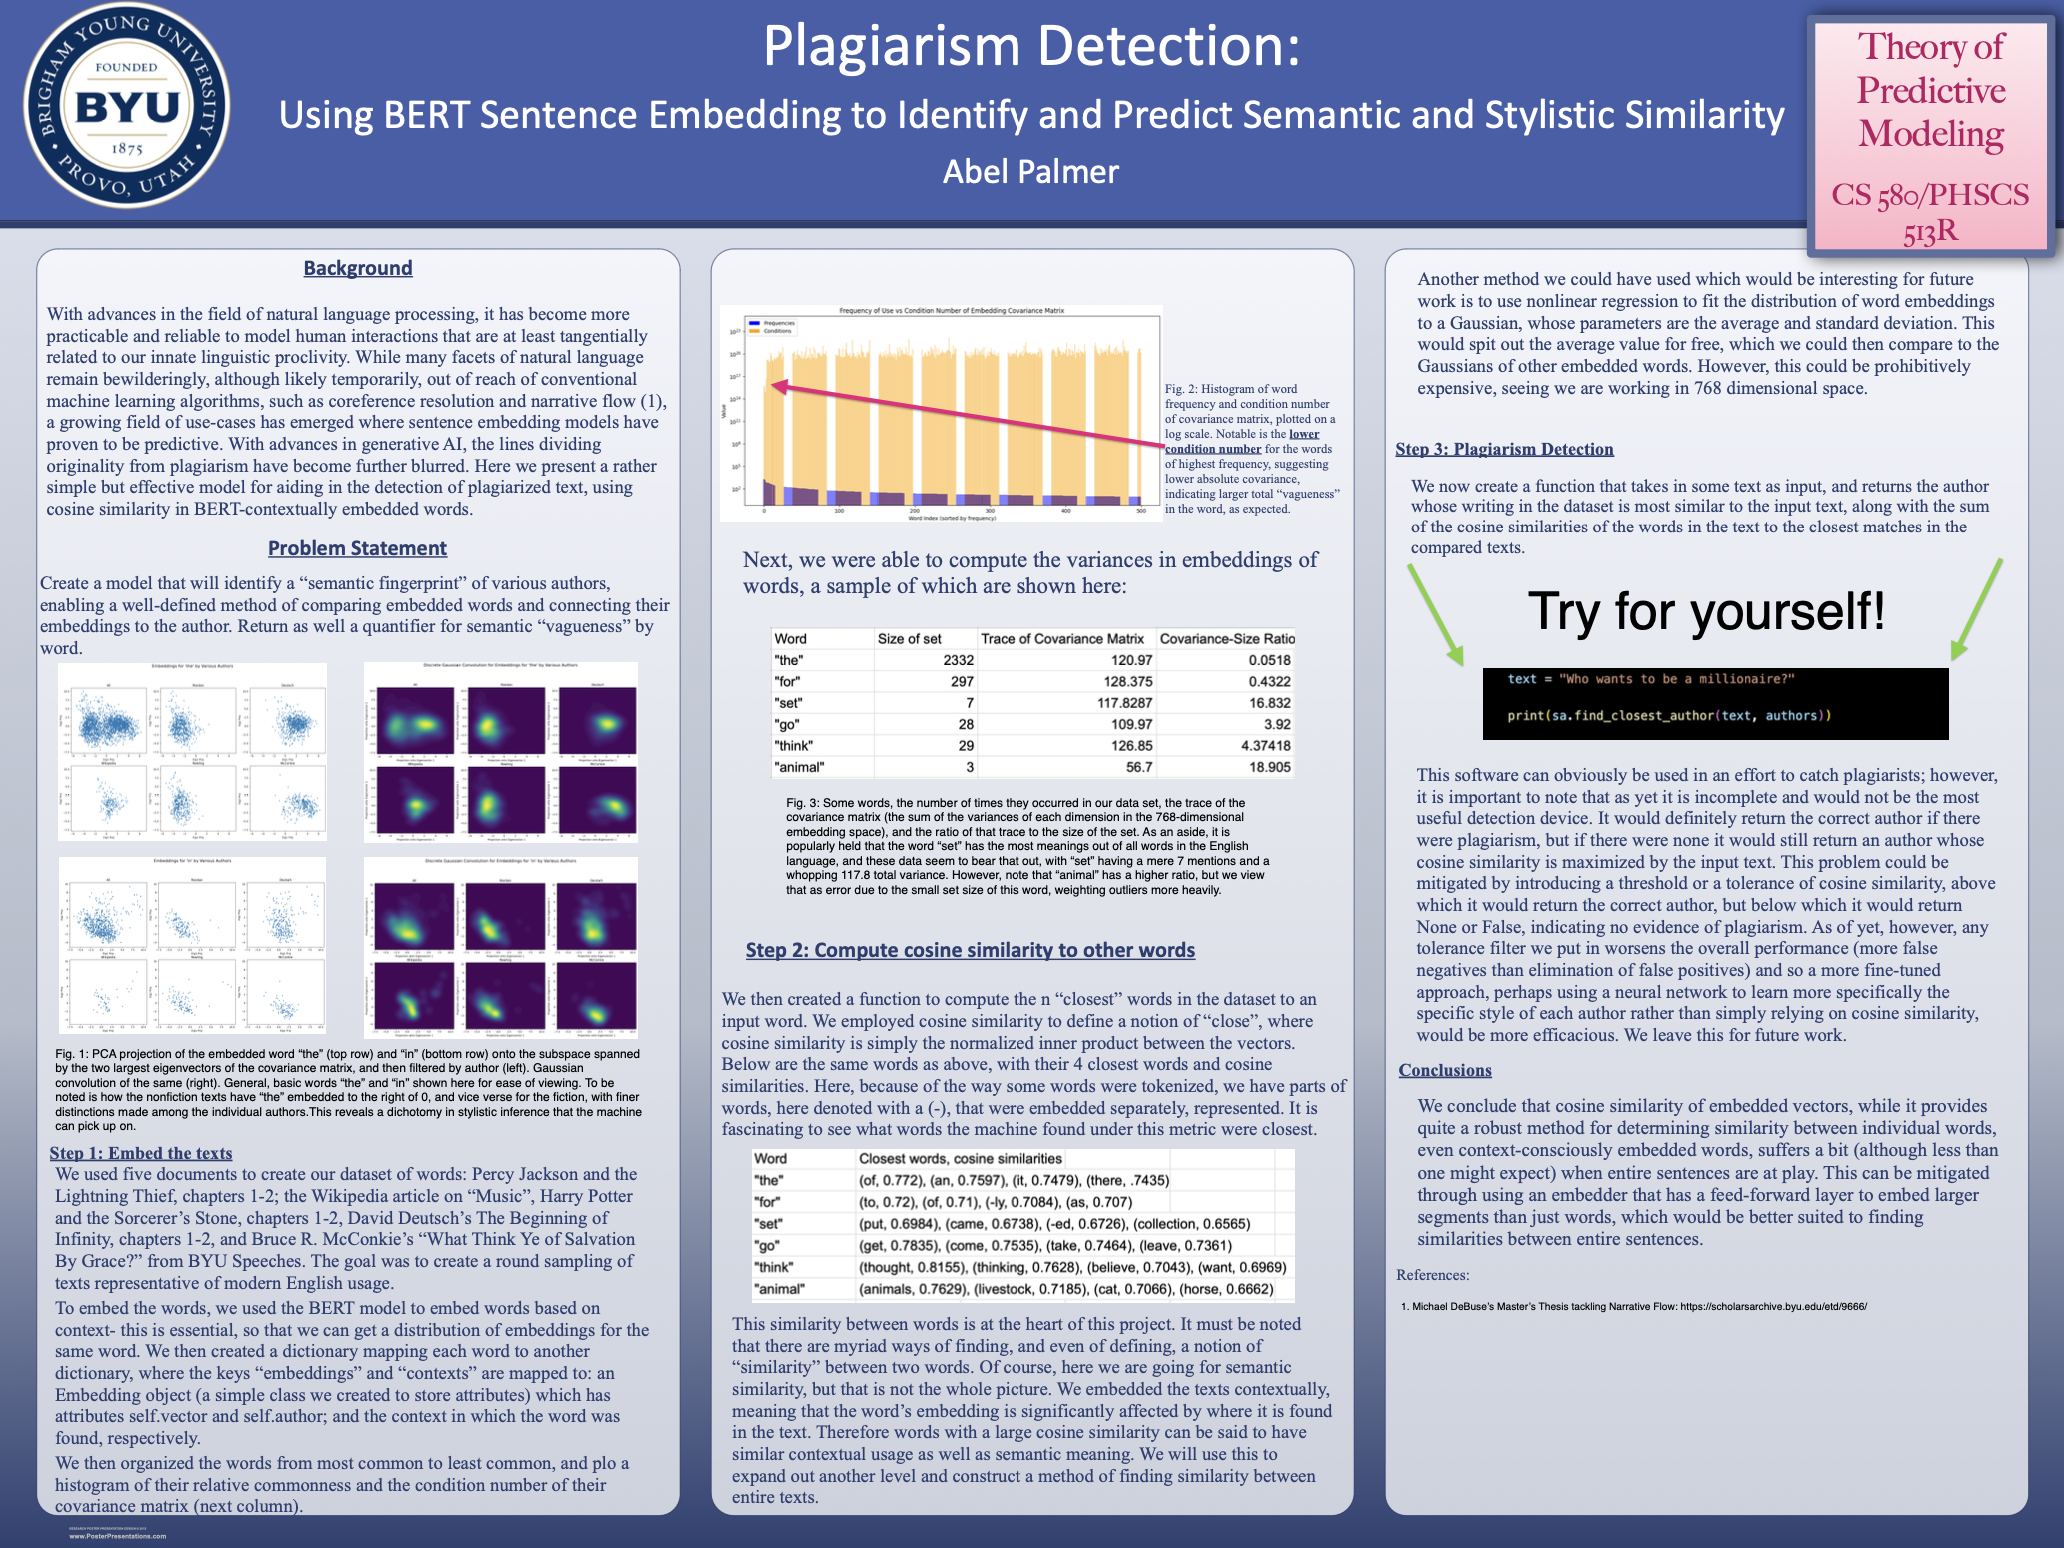 BRIGHAM YOUNG UNIVERSITY
FOUNDED
BYU
1875
PROVO, UTAH
Plagiarism Detection:
Using BERT Sentence Embedding to Identify and Predict Semantic and Stylistic Similarity
Abel Palmer
Theory of
Predictive
Modeling
CS 580/PHSCS
513R
Background
With advances in the field of natural language processing, it has become more
practicable and reliable to model human interactions that are at least tangentially
related to our innate linguistic proclivity. While many facets of natural language
remain bewilderingly, although likely temporarily, out of reach of conventional
machine learning algorithms, such as coreference resolution and narrative flow (1),
a growing field of use-cases has emerged where sentence embedding models have
proven to be predictive. With advances in generative AI, the lines dividing
originality from plagiarism have become further blurred. Here we present a rather
simple but effective model for aiding in the detection of plagiarized text, using
cosine similarity in BERT-contextually embedded words.
Problem Statement
Create a model that will identify a “semantic fingerprint” of various authors,
enabling a well-defined method of comparing embedded words and connecting their
embeddings to the author. Return as well a quantifier for semantic “vagueness” by
word.
Embeddings for 'the' by Various Authors
Discrete Gaussian Convolution for Embeddings for 'the' by Various Authors
Embeddings for 'in' by Various Authors
Discrete Gaussian Convolution for Embeddings for 'in' by Various Authors
Fig. 1: PCA projection of the embedded word “the” (top row) and “in” (bottom row) onto the subspace spanned
by the two largest eigenvectors of the covariance matrix, and then filtered by author (left). Gaussian
convolution of the same (right). General, basic words “the” and “in” shown here for ease of viewing. To be
noted is how the nonfiction texts have “the” embedded to the right of 0, and vice verse for the fiction, with finer
distinctions made among the individual authors.This reveals a dichotomy in stylistic inference that the machine
can pick up on.
Step 1: Embed the texts
We used five documents to create our dataset of words: Percy Jackson and the
Lightning Thief, chapters 1-2; the Wikipedia article on “Music”, Harry Potter
and the Sorcerer’s Stone, chapters 1-2, David Deutsch’s The Beginning of
Infinity, chapters 1-2, and Bruce R. McConkie’s “What Think Ye of Salvation
By Grace?” from BYU Speeches. The goal was to create a round sampling of
texts representative of modern English usage.
To embed the words, we used the BERT model to embed words based on
context- this is essential, so that we can get a distribution of embeddings for the
same word. We then created a dictionary mapping each word to another
dictionary, where the keys “embeddings” and “contexts” are mapped to: an
Embedding object (a simple class we created to store attributes) which has
attributes self.vector and self.author; and the context in which the word was
found, respectively.
We then organized the words from most common to least common, and plo a
histogram of their relative commonness and the condition number of their
covariance matrix (next column).
www.PosterPresentations.com
Frequency of Use vs Condition Number of Embedding Covariance Matrix
Frequencies
Conditions
Value
0 100 200 300 400 500
Word Index (sorted by frequency)
Fig. 2: Histogram of word
frequency and condition number
of covariance matrix, plotted on a
log scale. Notable is the lower
condition number for the words
of highest frequency, suggesting
lower absolute covariance,
indicating larger total “vagueness”
in the word, as expected.
Next, we were able to compute the variances in embeddings of
words, a sample of which are shown here:
Word Size of set Trace of Covariance Matrix Covariance-Size Ratio
"the" 2332 120.97 0.0518
"for" 297 128.375 0.4322
"set" 7 117.8287 16.832
"go" 28 109.97 3.92
"think" 29 126.85 4.37418
"animal" 3 56.7 18.905
Fig. 3: Some words, the number of times they occurred in our data set, the trace of the
covariance matrix (the sum of the variances of each dimension in the 768-dimensional
embedding space), and the ratio of that trace to the size of the set. As an aside, it is
popularly held that the word “set” has the most meanings out of all words in the English
language, and these data seem to bear that out, with “set” having a mere 7 mentions and a
whopping 117.8 total variance. However, note that “animal” has a higher ratio, but we view
that as error due to the small set size of this word, weighting outliers more heavily.
Step 2: Compute cosine similarity to other words
We then created a function to compute the n “closest” words in the dataset to an
input word. We employed cosine similarity to define a notion of “close”, where
cosine similarity is simply the normalized inner product between the vectors.
Below are the same words as above, with their 4 closest words and cosine
similarities. Here, because of the way some words were tokenized, we have parts of
words, here denoted with a (-), that were embedded separately, represented. It is
fascinating to see what words the machine found under this metric were closest.
Word Closest words, cosine similarities
"the" (of, 0.772), (an, 0.7597), (it, 0.7479), (there, .7435)
"for" (to, 0.72), (of, 0.71), (-ly, 0.7084), (as, 0.707)
"set" (put, 0.6984), (came, 0.6738), (-ed, 0.6726), (collection, 0.6565)
"go" (get, 0.7835), (come, 0.7535), (take, 0.7464), (leave, 0.7361)
"think" (thought, 0.8155), (thinking, 0.7628), (believe, 0.7043), (want, 0.6969)
"animal" (animals, 0.7629), (livestock, 0.7185), (cat, 0.7066), (horse, 0.6662)
This similarity between words is at the heart of this project. It must be noted
that there are myriad ways of finding, and even of defining, a notion of
“similarity” between two words. Of course, here we are going for semantic
similarity, but that is not the whole picture. We embedded the texts contextually,
meaning that the word’s embedding is significantly affected by where it is found
in the text. Therefore words with a large cosine similarity can be said to have
similar contextual usage as well as semantic meaning. We will use this to
expand out another level and construct a method of finding similarity between
entire texts.
Another method we could have used which would be interesting for future
work is to use nonlinear regression to fit the distribution of word embeddings
to a Gaussian, whose parameters are the average and standard deviation. This
would spit out the average value for free, which we could then compare to the
Gaussians of other embedded words. However, this could be prohibitively
expensive, seeing we are working in 768 dimensional space.
Step 3: Plagiarism Detection
We now create a function that takes in some text as input, and returns the author
whose writing in the dataset is most similar to the input text, along with the sum
of the cosine similarities of the words in the text to the closest matches in the
compared texts.
Try for yourself!
text = "Who wants to be a millionaire?"
print(sa.find_closest_author(text, authors))
This software can obviously be used in an effort to catch plagiarists; however,
it is important to note that as yet it is incomplete and would not be the most
useful detection device. It would definitely return the correct author if there
were plagiarism, but if there were none it would still return an author whose
cosine similarity is maximized by the input text. This problem could be
mitigated by introducing a threshold or a tolerance of cosine similarity, above
which it would return the correct author, but below which it would return
None or False, indicating no evidence of plagiarism. As of yet, however, any
tolerance filter we put in worsens the overall performance (more false
negatives than elimination of false positives) and so a more fine-tuned
approach, perhaps using a neural network to learn more specifically the
specific style of each author rather than simply relying on cosine similarity,
would be more efficacious. We leave this for future work.
Conclusions
We conclude that cosine similarity of embedded vectors, while it provides
quite a robust method for determining similarity between individual words,
even context-consciously embedded words, suffers a bit (although less than
one might expect) when entire sentences are at play. This can be mitigated
through using an embedder that has a feed-forward layer to embed larger
segments than just words, which would be better suited to finding
similarities between entire sentences.
References:
1. Michael DeBuse’s Master’s Thesis tackling Narrative Flow: https://scholarsarchive.byu.edu/etd/9666/